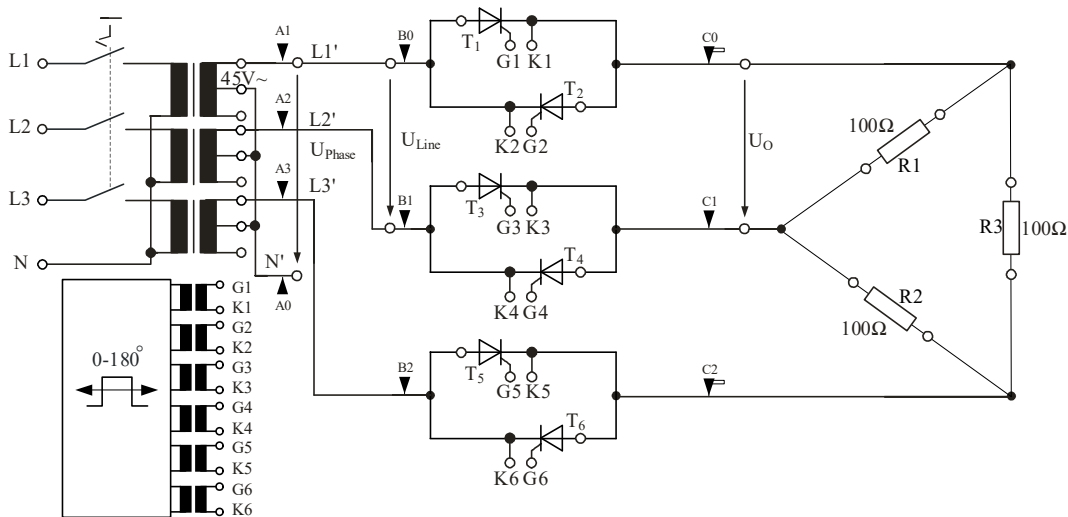 A1
L1'
B0
T1
G1
K1
C0
L1
45V~
T2
K2
G2
A2
L2'
L2
UPhase
ULine
UO
100Ω
R1
A3
L3'
L3
T3
G3
K3
B1
C1
R3
100Ω
N
N'
A0
T4
K4
G4
R2
100Ω
0-180°
G1
K1
G2
K2
G3
K3
G4
K4
G5
K5
G6
K6
B2
T5
G5
K5
C2
T6
K6
G6